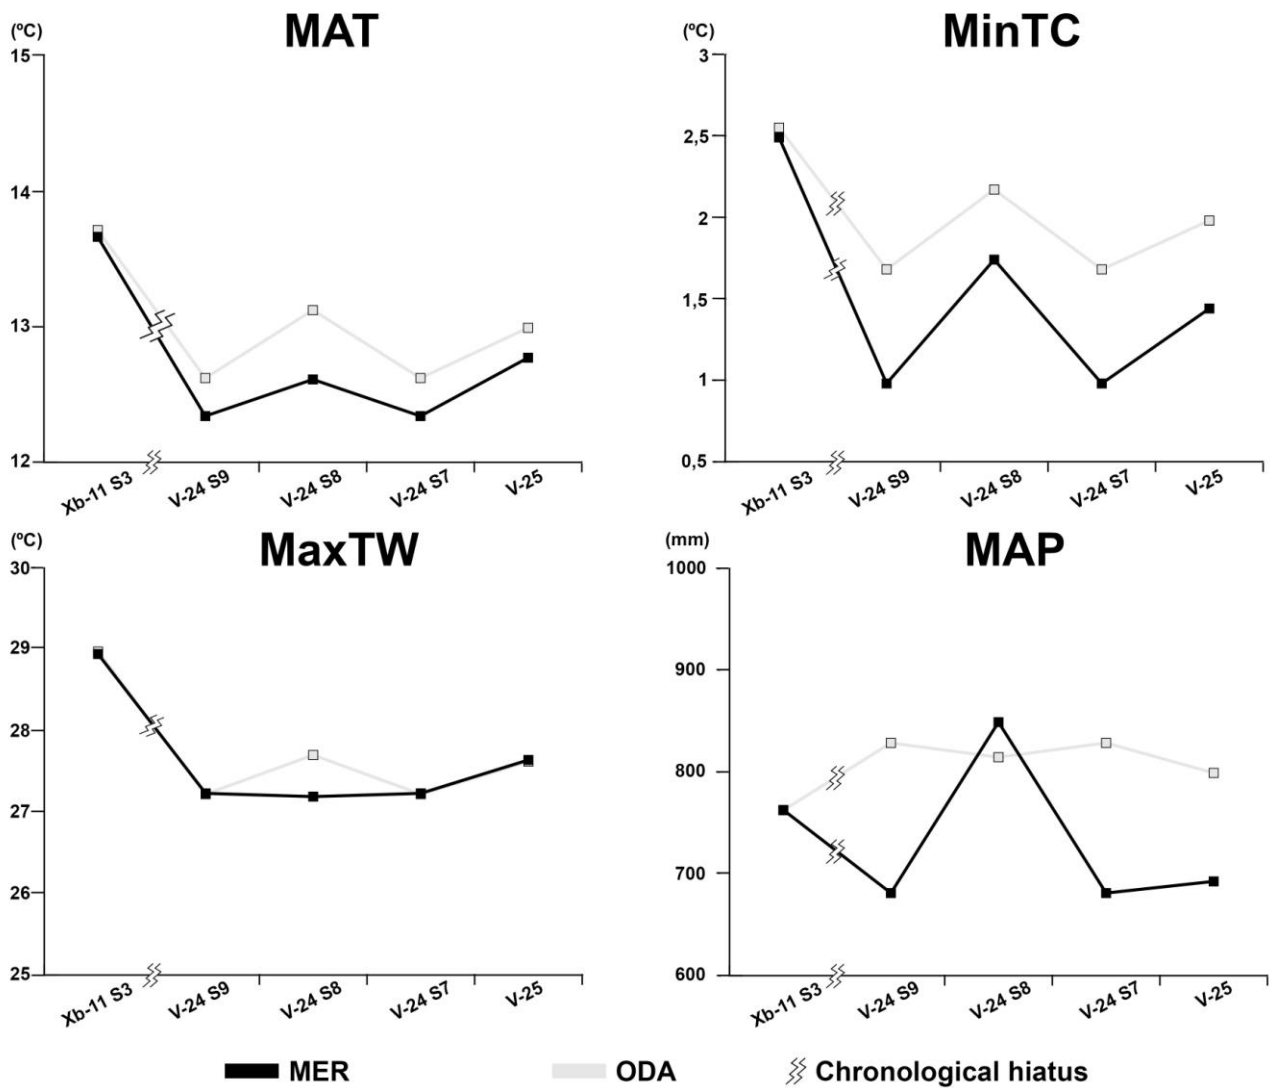 MAT
(ºC)
15
14
13
12
Xb-11 S3
V-24 S9
V-24 S8
V-24 S7
V-25
MinTC
(ºC)
3
2,5
2
1,5
1
0,5
Xb-11 S3
V-24 S9
V-24 S8
V-24 S7
V-25
MaxTW
(ºC)
30
29
28
27
26
25
Xb-11 S3
V-24 S9
V-24 S8
V-24 S7
V-25
MAP
(mm)
1000
900
800
700
600
Xb-11 S3
V-24 S9
V-24 S8
V-24 S7
V-25
MER
ODA
Chronological hiatus